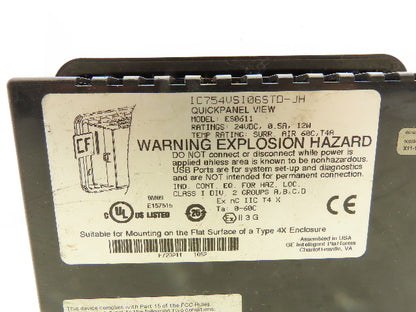 IC754VSI06STD-JH
QUICKPANEL VIEW
MODEL: ES0611
RATINGS: 24VDC, 0.5A, 12W
TEMP RATING: SURR. AIR 60C, T4A
WARNING EXPLOSION HAZARD
DO NOT connect or disconnect while power is
applied unless area is known to be nonhazardous.
USB Ports are for system set-up and diagnostics
and are NOT intended for permanent connection.
IND. CONT. EQ. FOR HAZ. LOC.
CLASS I DIV. 2 GROUPS A,B,C,D
Ex nC IIC T4 X
Ta: 0-60C
II 3 G
CF
E157515
c UL US LISTED
CE
Suitable for Mounting on the Flat Surface of a Type 4X Enclosure
Assembled in USA
GE Intelligent Platforms
Charlottesville, VA
This device complies with Part 15 of the FCC Rules.